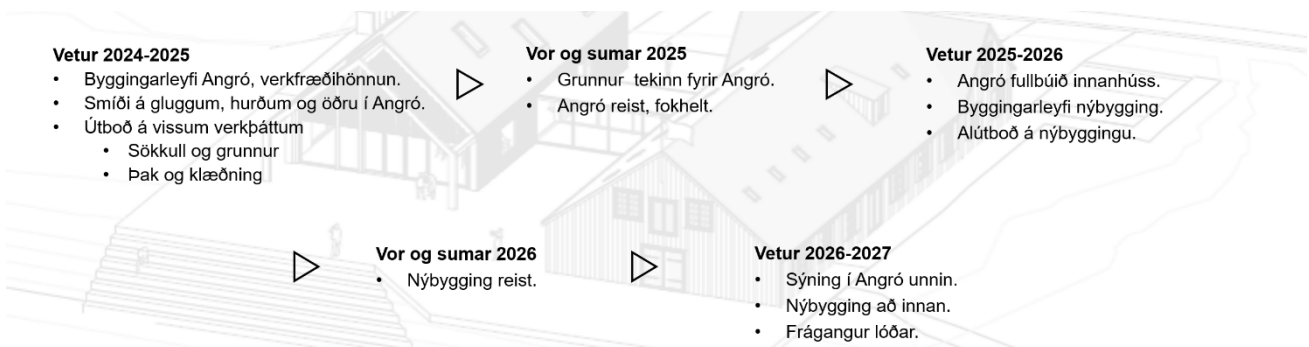 Vetur 2024-2025
• Byggingarleyfi Angró, verkfræðihönnun.
• Smíði á gluggum, hurðum og öðru í Angró.
• Útboð á vissum verkþáttum
• Sökkull og grunnur
• Þak og klæðning
Vor og sumar 2025
• Grunnur tekinn fyrir Angró.
• Angró reist, fokhelt.
Vetur 2025-2026
• Angró fullbúið innanhúss.
• Byggingarleyfi nýbygging.
• Alútboð á nýbyggingu.
Vor og sumar 2026
• Nýbygging reist.
Vetur 2026-2027
• Sýning í Angró unnin.
• Nýbygging að innan.
• Frágangur lóðar.